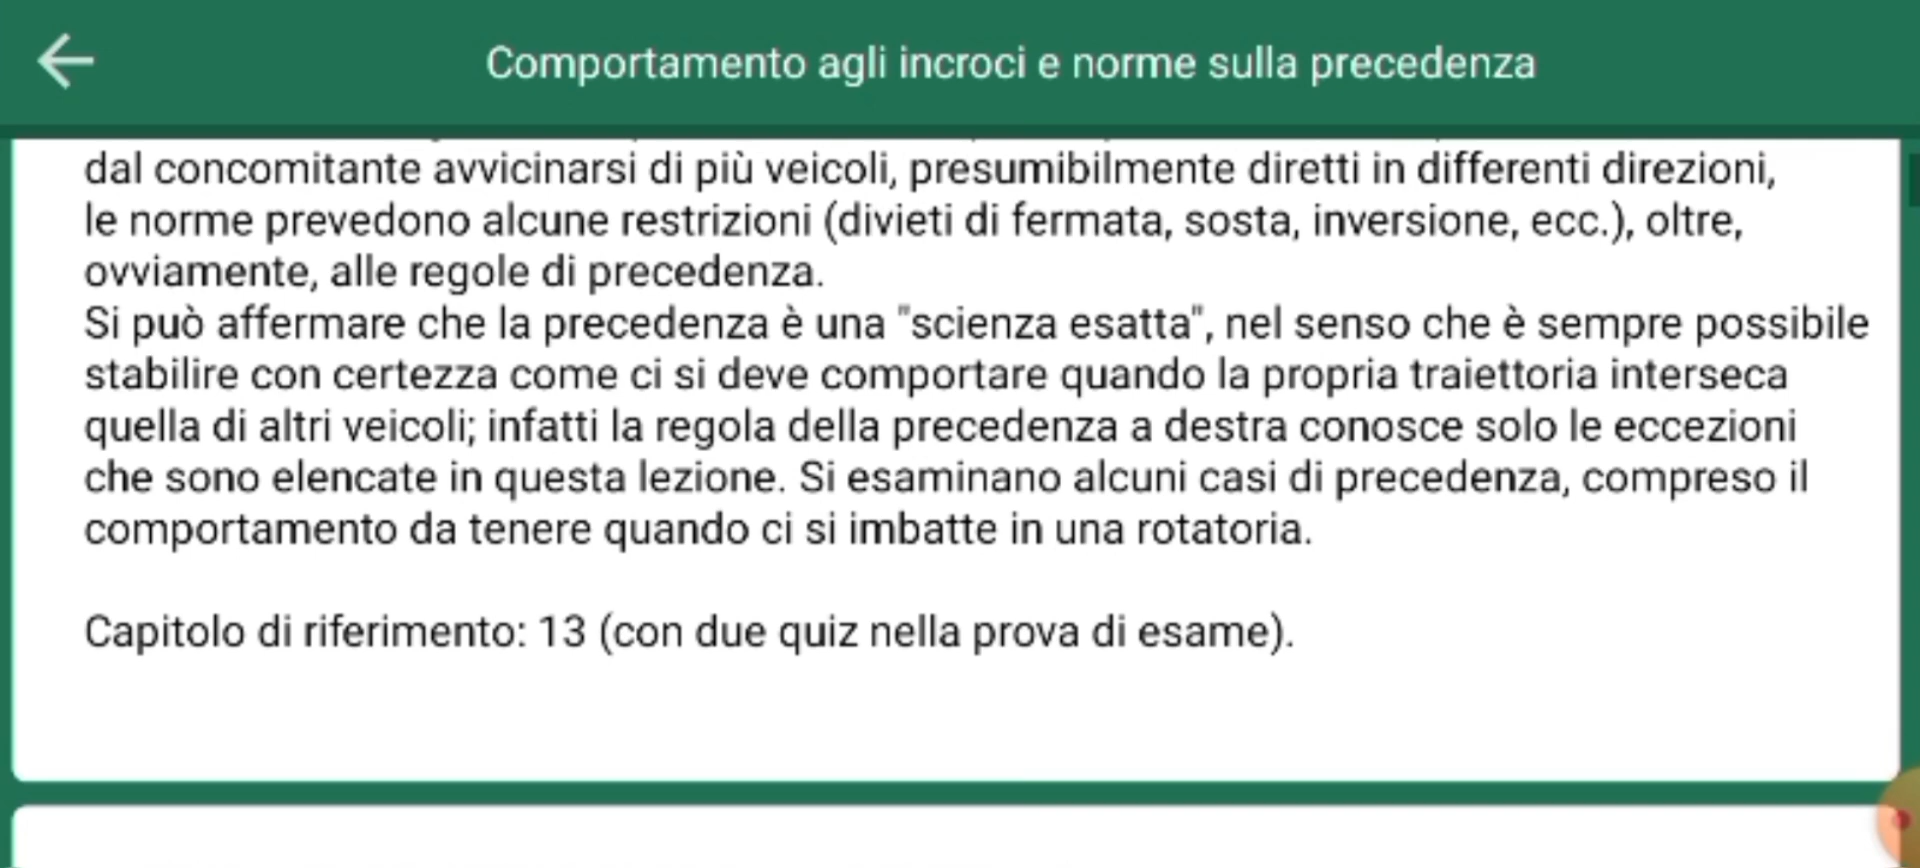 Comportamento agli incroci e norme sulla precedenza
dal concomitante avvicinarsi di più veicoli, presumibilmente diretti in differenti direzioni,
le norme prevedono alcune restrizioni (divieti di fermata, sosta, inversione, ecc.), oltre,
ovviamente, alle regole di precedenza.
Si può affermare che la precedenza è una "scienza esatta", nel senso che è sempre possibile
stabilire con certezza come ci si deve comportare quando la propria traiettoria interseca
quella di altri veicoli; infatti la regola della precedenza a destra conosce solo le eccezioni
che sono elencate in questa lezione. Si esaminano alcuni casi di precedenza, compreso il
comportamento da tenere quando ci si imbatte in una rotatoria.
Capitolo di riferimento: 13 (con due quiz nella prova di esame).